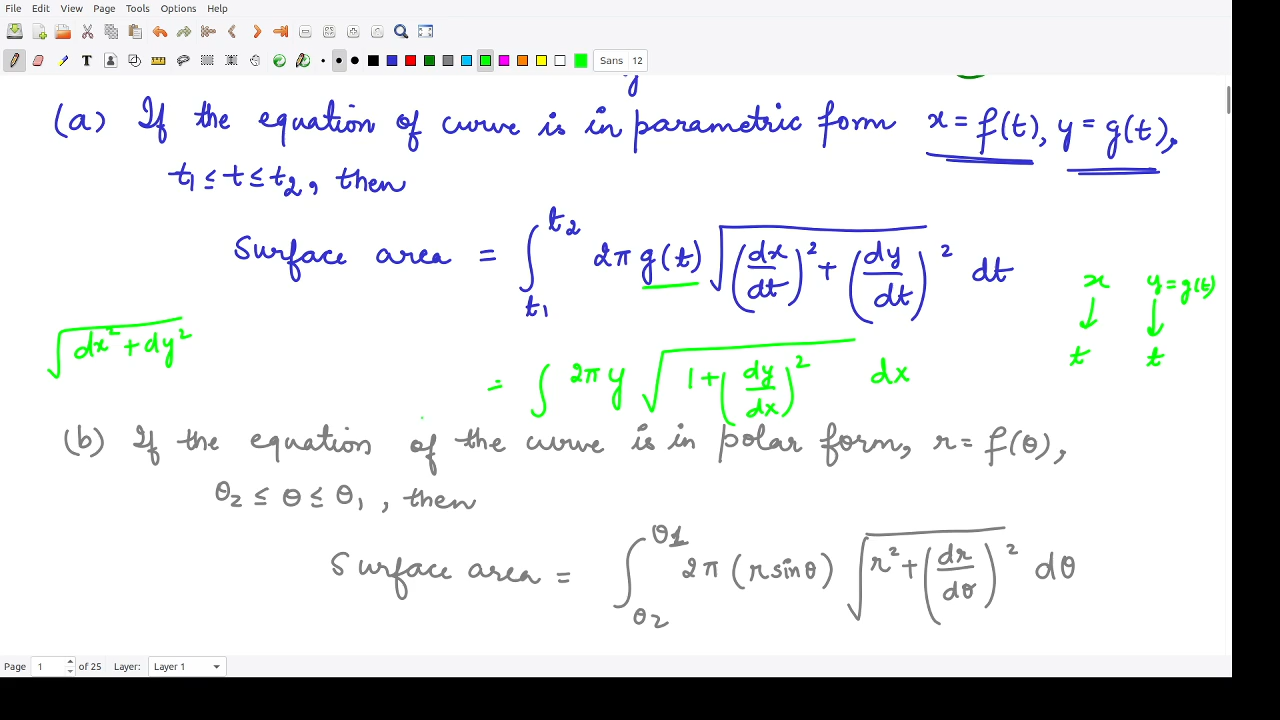 File Edit View Page Tools Options Help
T Sans 12
(a) If the equation of curve is in parametric form x = f(t), y = g(t),
t₁ ≤ t ≤ t₂, then
Surface area = ∫_{t₁}^{t₂} 2π g(t) √((dx/dt)² + (dy/dt)²) dt
x y = g(t)
t t
√(dx² + dy²)
= ∫ 2π y √(1 + (dy/dx)²) dx
(b) If the equation of the curve is in polar form, r = f(θ),
θ₂ ≤ θ ≤ θ₁, then
Surface area = ∫_{θ₂}^{θ1} 2π (r sinθ) √(r² + (dr/dθ)²) dθ
Page 1 of 25 Layer: Layer 1